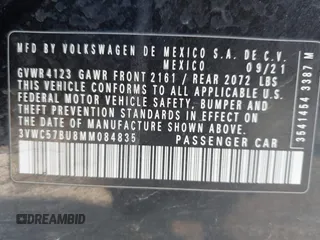 MFD BY VOLKSWAGEN DE MEXICO S.A. DE C.V.
MEXICO 09/21
GVWR4123 GAWR FRONT 2161 / REAR 2072 LBS
THIS VEHICLE CONFORMS TO ALL APPLICABLE
FEDERAL MOTOR VEHICLE SAFETY, BUMPER, AND
THEFT PREVENTION STANDARDS IN EFFECT ON
THE DATE OF MANUFACTURE SHOWN ABOVE.
3VWC57BU8MM084835 PASSENGER CAR
3541454 3387 M
DREAMBID